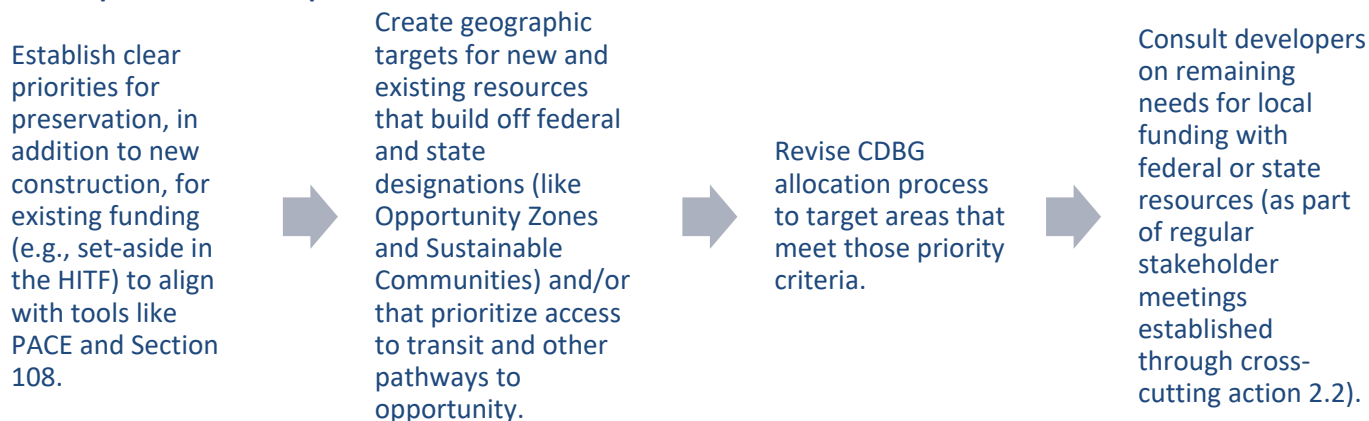 Establish clear
priorities for
preservation, in
addition to new
construction, for
existing funding
(e.g., set-aside in
the HITF) to align
with tools like
PACE and Section
108.
Create geographic
targets for new and
existing resources
that build off federal
and state
designations (like
Opportunity Zones
and Sustainable
Communities) and/or
that prioritize access
to transit and other
pathways to
opportunity.
Revise CDBG
allocation process
to target areas that
meet those priority
criteria.
Consult developers
on remaining
needs for local
funding with
federal or state
resources (as part
of regular
stakeholder
meetings
established
through cross-
cutting action 2.2).